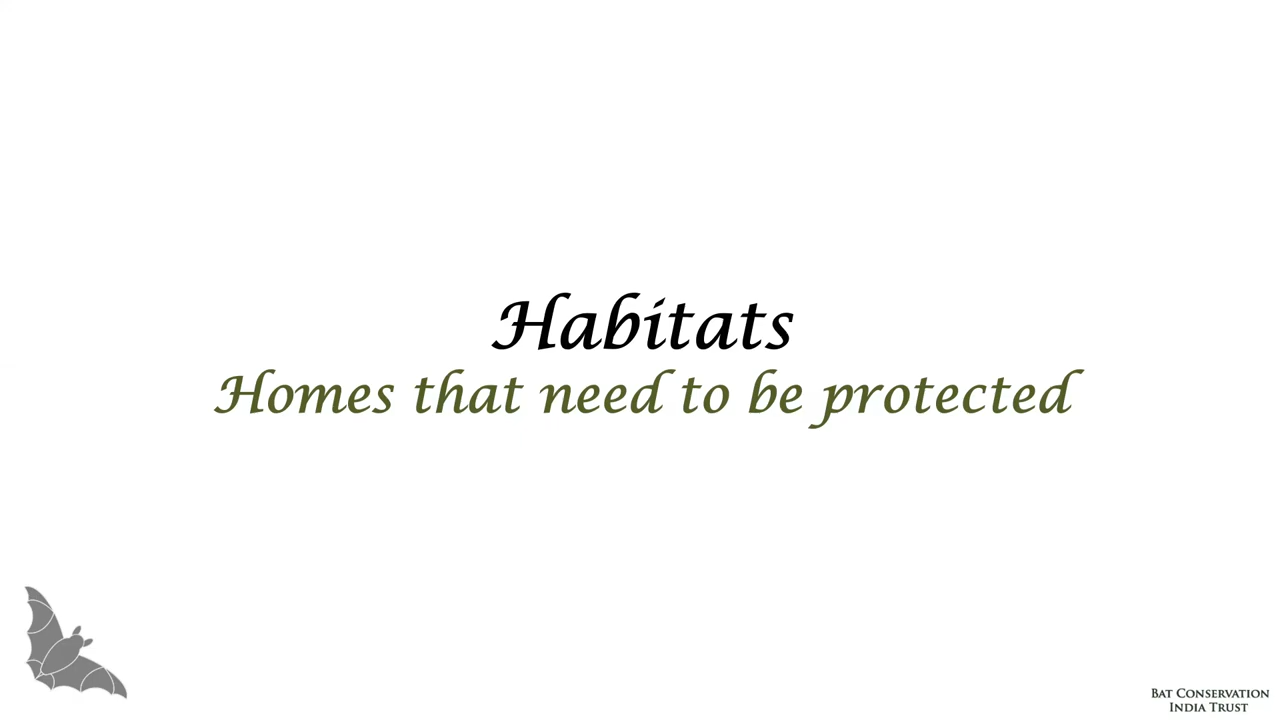 Habitats
Homes that need to be protected
Bat Conservation
India Trust